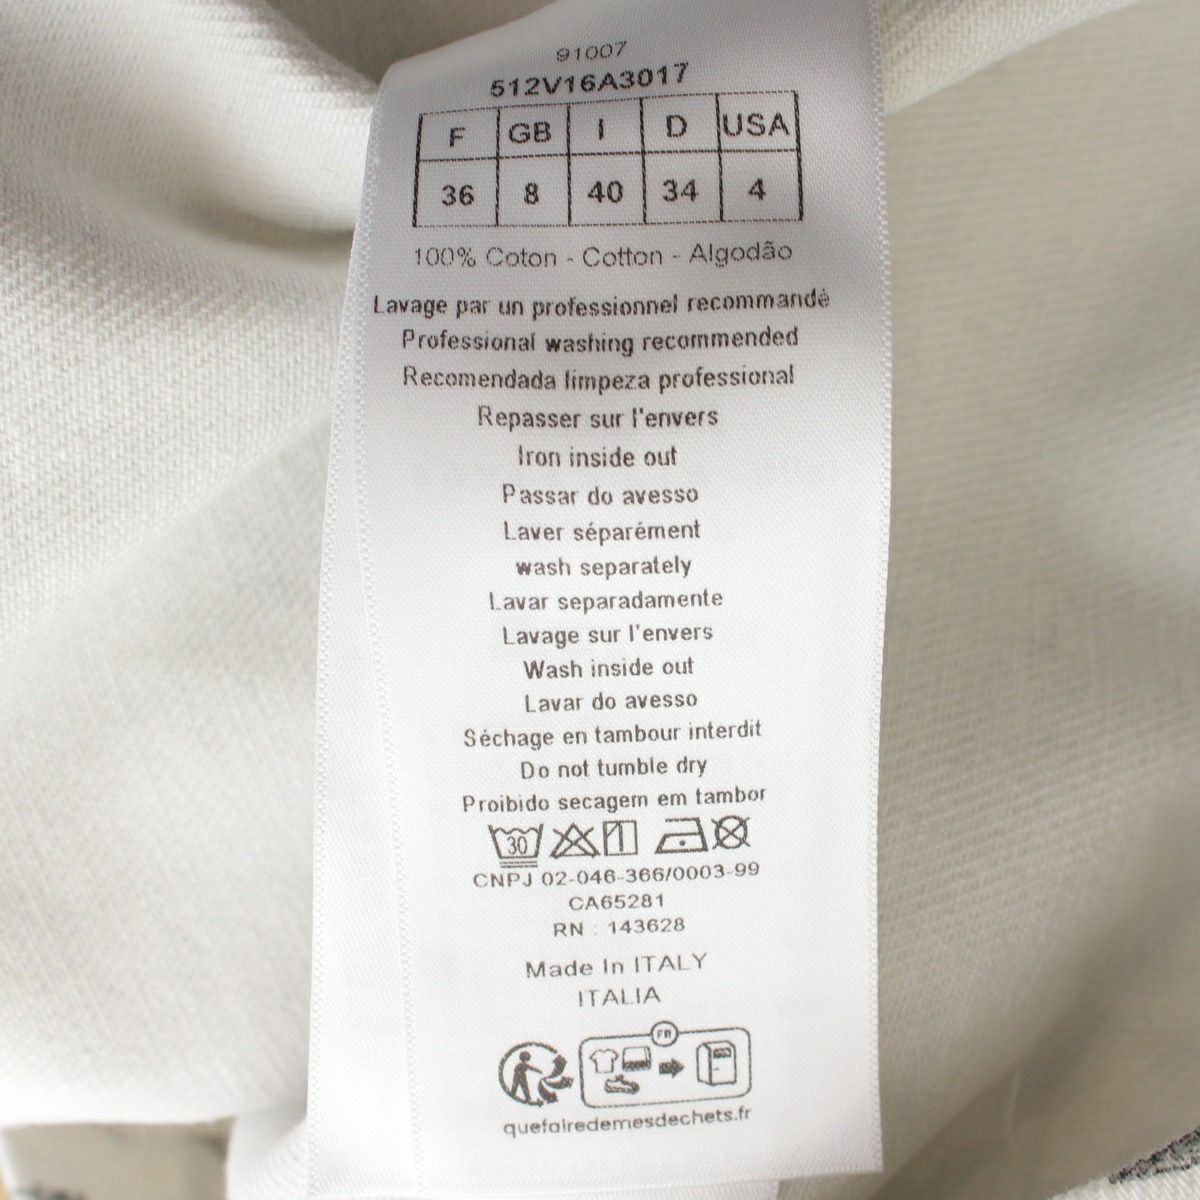 91007
512V16A3017
F GB I D USA
36 8 40 34 4
100% Coton - Cotton - Algodão
Lavage par un professionnel recommandé
Professional washing recommended
Recomendada limpeza professional
Repasser sur l'envers
Iron inside out
Passar do avesso
Laver séparément
wash separately
Lavar separadamente
Lavage sur l'envers
Wash inside out
Lavar do avesso
Séchage en tambour interdit
Do not tumble dry
Proibido secagem em tambor
30
CNPJ 02-046-366/0003-99
CA65281
RN : 143628
Made In ITALY
ITALIA
FR
quefairedemesdechets.fr